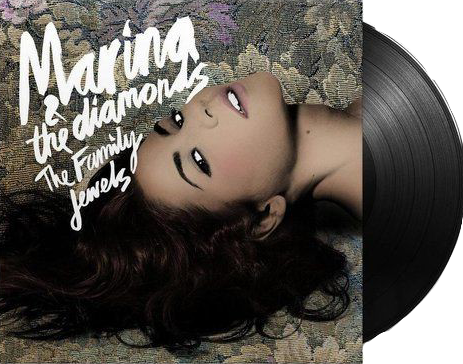 Marina
&
the diamonds
The Family
Jewels